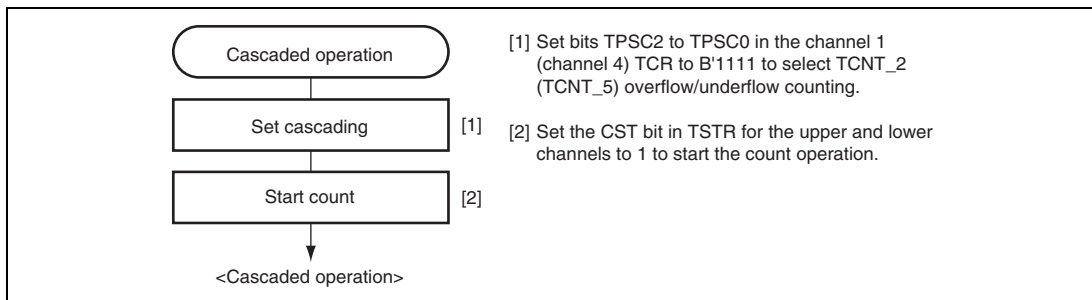 Cascaded operation
Set cascading
[1]
Start count
[2]
<Cascaded operation>
[1] Set bits TPSC2 to TPSC0 in the channel 1
(channel 4) TCR to B'1111 to select TCNT_2
(TCNT_5) overflow/underflow counting.
[2] Set the CST bit in TSTR for the upper and lower
channels to 1 to start the count operation.